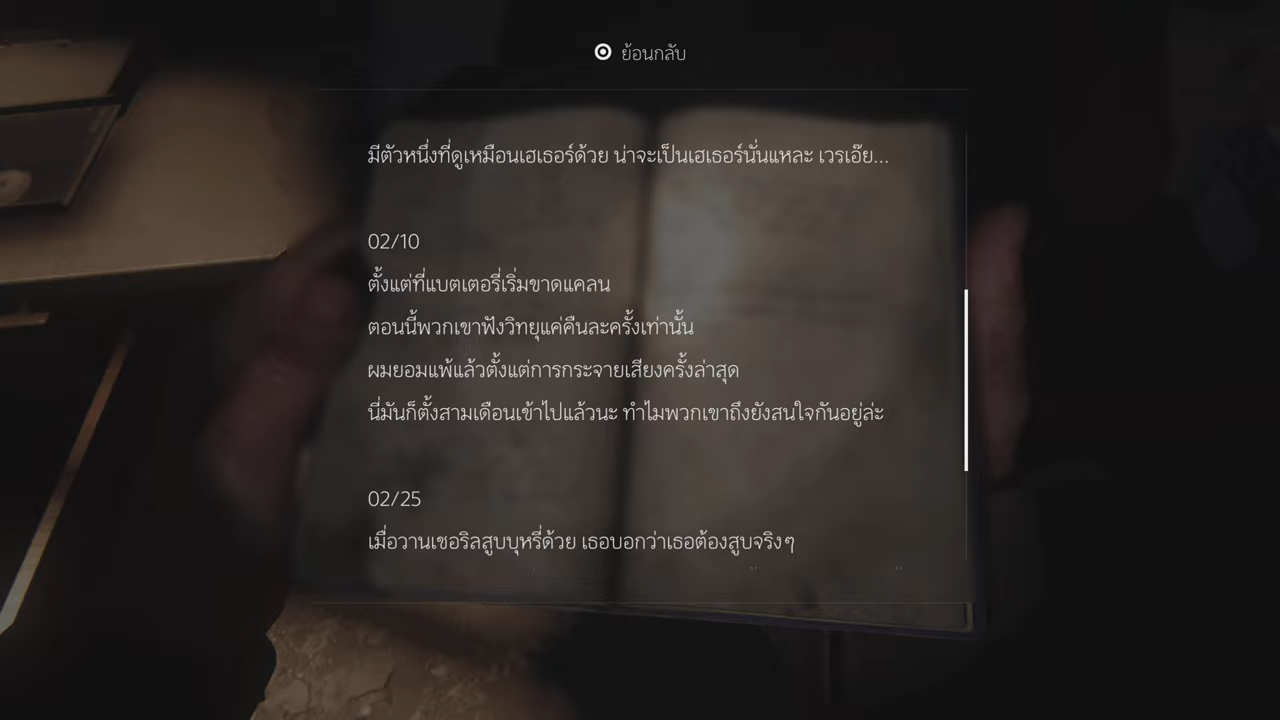 ย้อนกลับ
มีตัวหนึ่งที่ดูเหมือนเฮเธอร์ด้วย น่าจะเป็นเฮเธอร์นั่นแหละ เวรเอ๊ย...
02/10
ตั้งแต่ที่แบตเตอรี่เริ่มขาดแคลน
ตอนนี้พวกเขาฟังวิทยุแค่คืนละครั้งเท่านั้น
ผมยอมแพ้แล้วตั้งแต่การกระจายเสียงครั้งล่าสุด
นี่มันก็ตั้งสามเดือนเข้าไปแล้วนะ ทำไมพวกเขาถึงยังสนใจกันอยู่ล่ะ
02/25
เมื่อวานเชอริลสูบบุหรี่ด้วย เธอบอกว่าเธอต้องสูบจริงๆ